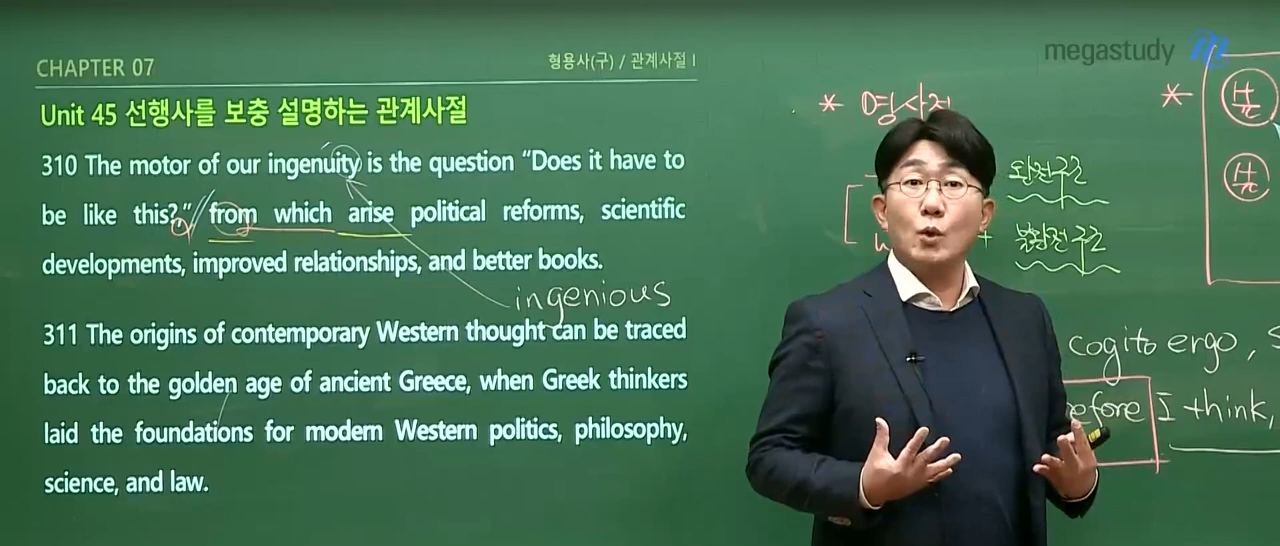 megastudy
CHAPTER 07
형용사(구) / 관계사절 I
Unit 45 선행사를 보충 설명하는 관계사절
310 The motor of our ingenuity is the question “Does it have to
be like this?,” from which arise political reforms, scientific
developments, improved relationships, and better books.
ingenious
311 The origins of contemporary Western thought can be traced
back to the golden age of ancient Greece, when Greek thinkers
laid the foundations for modern Western politics, philosophy,
science, and law.
* 명사절
완전구조
+ 불완전구조
*
cogito ergo,
I think,